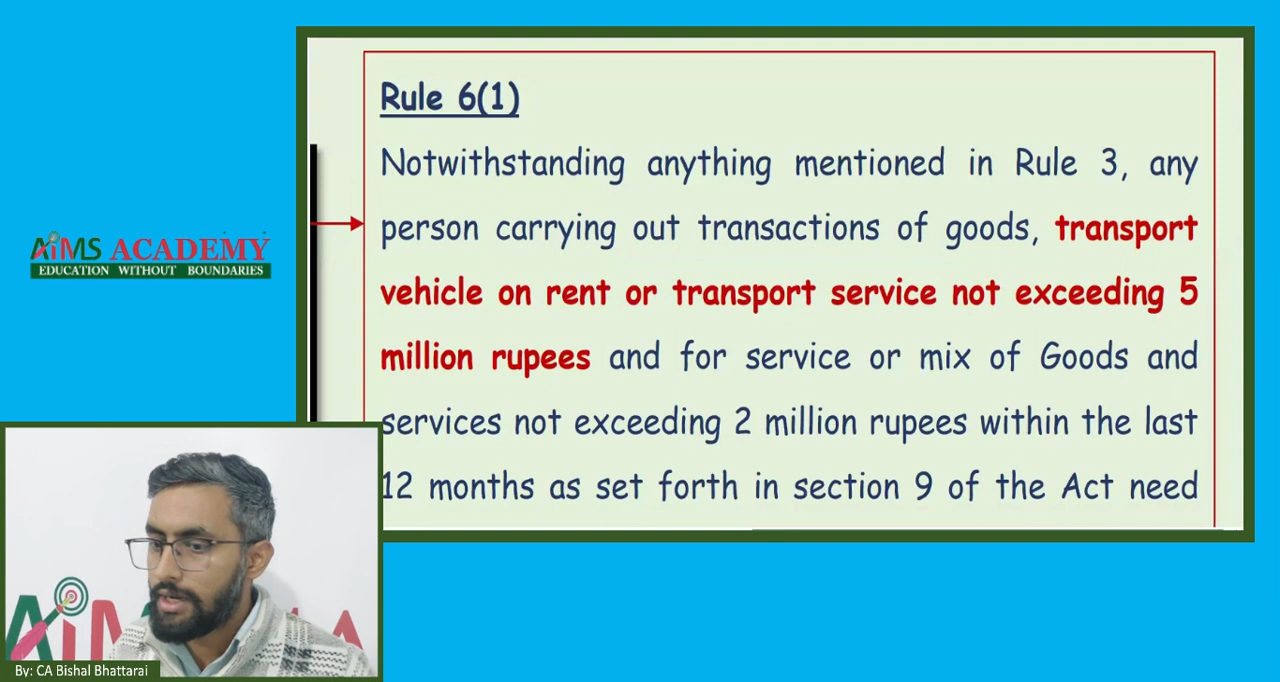 Rule 6(1)
Notwithstanding anything mentioned in Rule 3, any
person carrying out transactions of goods, transport
vehicle on rent or transport service not exceeding 5
million rupees and for service or mix of Goods and
services not exceeding 2 million rupees within the last
12 months as set forth in section 9 of the Act need
AiMS ACADEMY
EDUCATION WITHOUT BOUNDARIES
AiM
A
By: CA Bishal Bhattarai